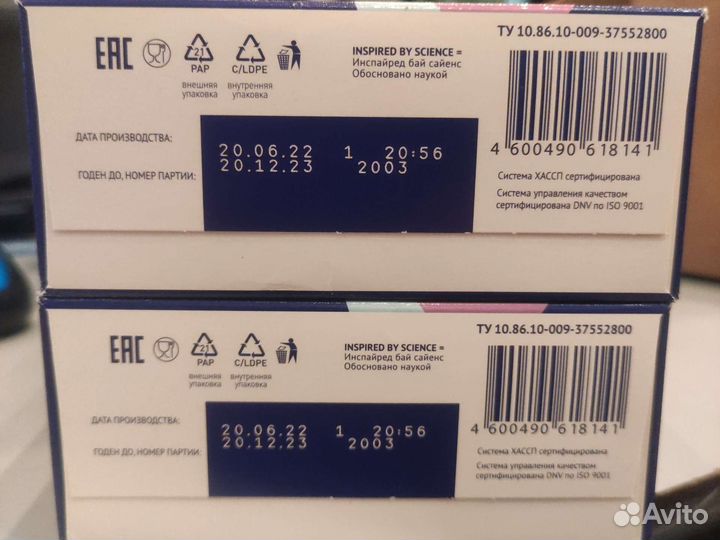 EAC
21
PAP
внешняя
упаковка
C/LDPE
внутренняя
упаковка
INSPIRED BY SCIENCE =
Инспайред бай сайенс
Обосновано наукой
ТУ 10.86.10-009-37552800
4 600490 618141
ДАТА ПРОИЗВОДСТВА:
20.06.22 1 20:56
ГОДЕН ДО, НОМЕР ПАРТИИ:
20.12.23 2003
Система ХАССП сертифицирована
Система управления качеством
сертифицирована DNV по ISO 9001
EAC
21
PAP
внешняя
упаковка
C/LDPE
внутренняя
упаковка
INSPIRED BY SCIENCE =
Инспайред бай сайенс
Обосновано наукой
ТУ 10.86.10-009-37552800
4 600490 618141
ДАТА ПРОИЗВОДСТВА:
20.06.22 1 20:56
ГОДЕН ДО, НОМЕР ПАРТИИ:
20.12.23 2003
Система ХАССП сертифицирована
Система управления качеством
сертифицирована DNV по ISO 9001
Avito